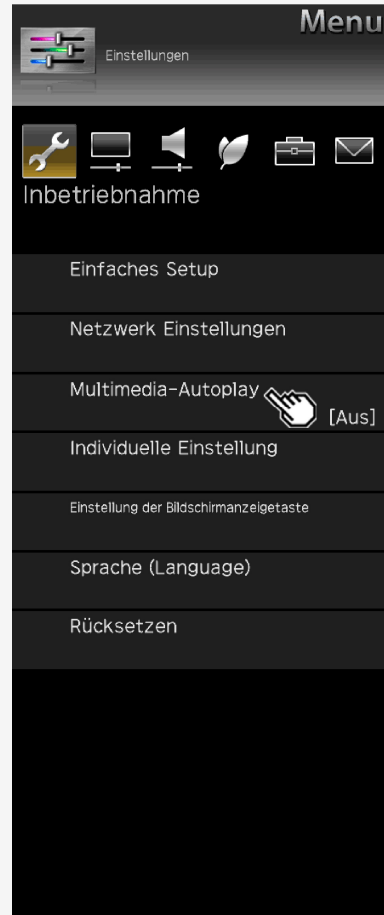 Menu
Einstellungen
Inbetriebnahme
Einfaches Setup
Netzwerk Einstellungen
Multimedia-Autoplay
[Aus]
Individuelle Einstellung
Einstellung der Bildschirmanzeigetaste
Sprache (Language)
Rücksetzen